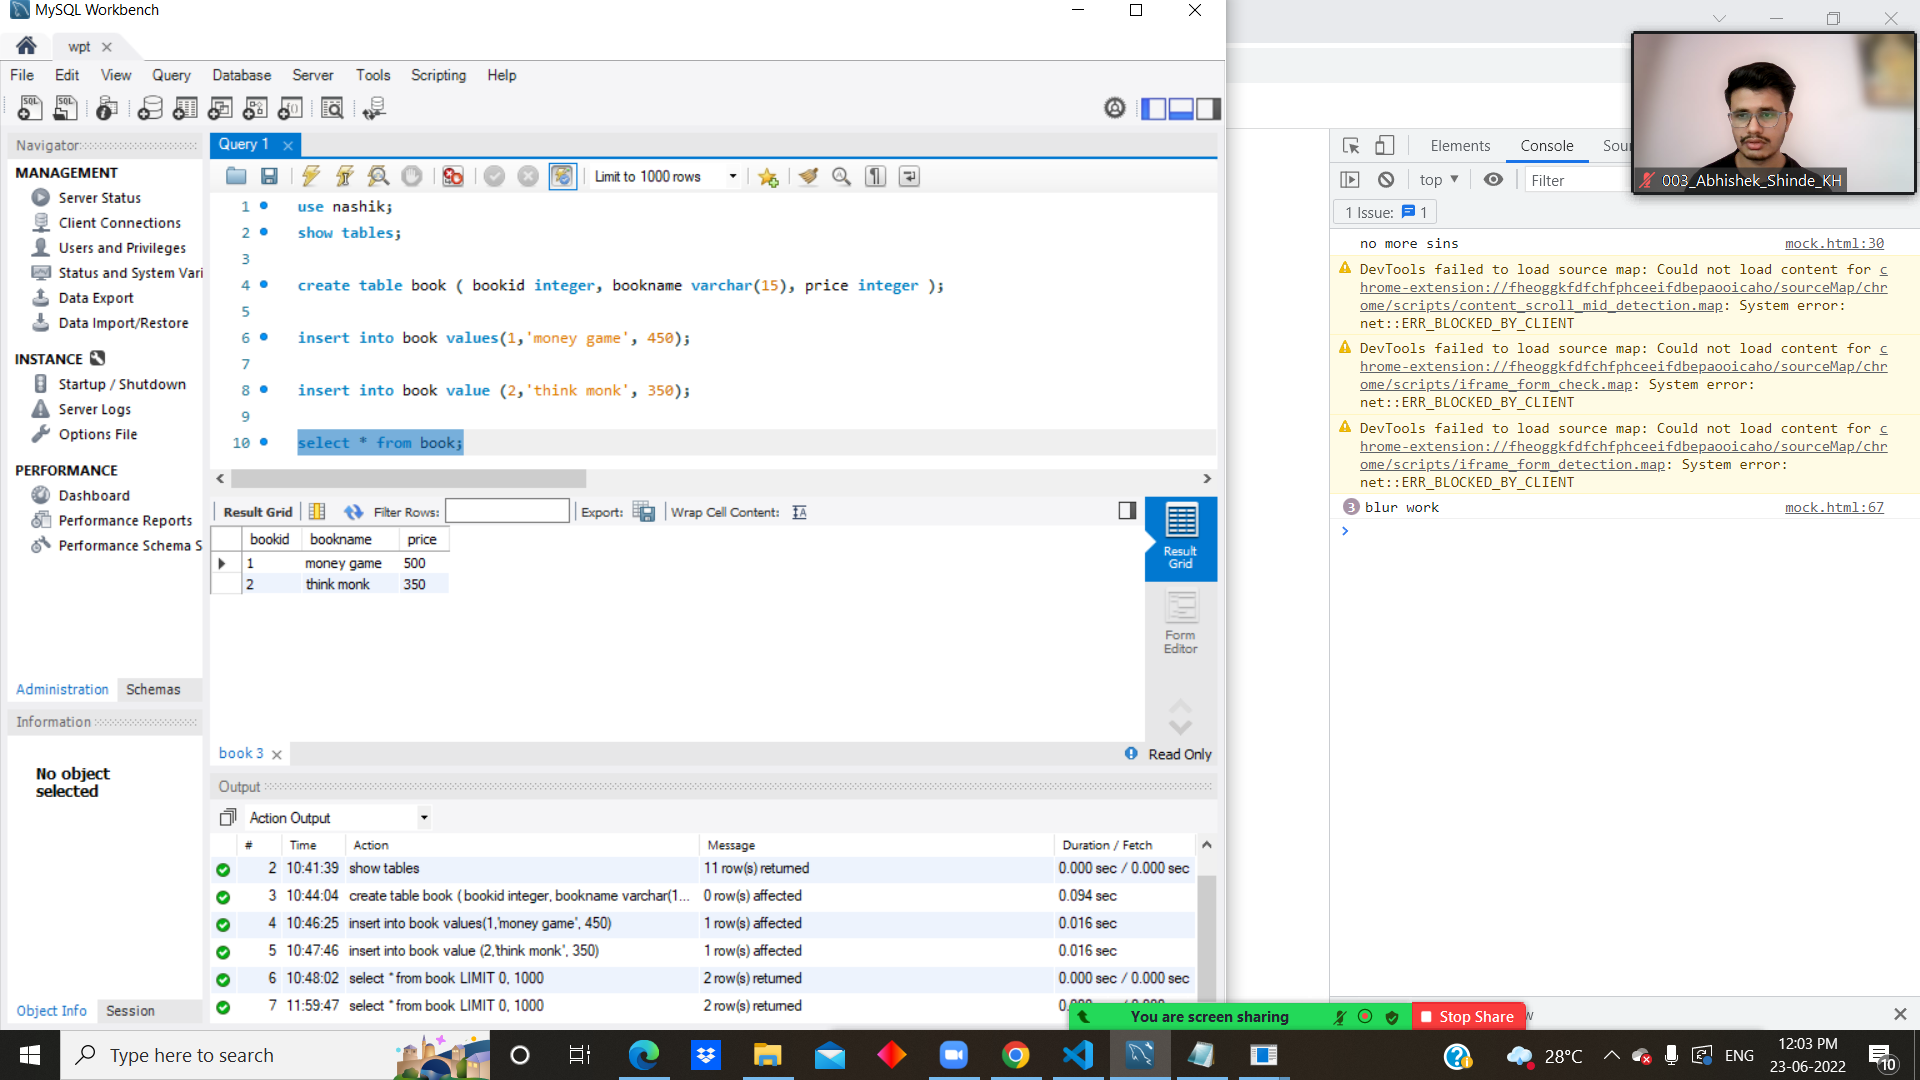 MySQL Workbench
wpt
File Edit View Query Database Server Tools Scripting Help
Navigator
MANAGEMENT
Server Status
Client Connections
Users and Privileges
Status and System Vari
Data Export
Data Import/Restore
INSTANCE
Startup / Shutdown
Server Logs
Options File
PERFORMANCE
Dashboard
Performance Reports
Performance Schema S
Administration Schemas
Information
No object
selected
Object Info Session
Query 1
Limit to 1000 rows
1 use nashik;
2 show tables;
3
4 create table book ( bookid integer, bookname varchar(15), price integer );
5
6 insert into book values(1,'money game', 450);
7
8 insert into book value (2,'think monk', 350);
9
10 select * from book;
Result Grid Filter Rows: Export: Wrap Cell Content:
bookid bookname price
1 money game 500
2 think monk 350
Result
Grid
Form
Editor
book 3 Read Only
Output
Action Output
# Time Action Message Duration / Fetch
2 10:41:39 show tables 11 row(s) returned 0.000 sec / 0.000 sec
3 10:44:04 create table book ( bookid integer, bookname varchar(1... 0 row(s) affected 0.094 sec
4 10:46:25 insert into book values(1,'money game', 450) 1 row(s) affected 0.016 sec
5 10:47:46 insert into book value (2,'think monk', 350) 1 row(s) affected 0.016 sec
6 10:48:02 select * from book LIMIT 0, 1000 2 row(s) returned 0.000 sec / 0.000 sec
7 11:59:47 select * from book LIMIT 0, 1000 2 row(s) returned
003_Abhishek_Shinde_KH
Elements Console Sour
top Filter
1 Issue: 1
no more sins mock.html:30
DevTools failed to load source map: Could not load content for c
hrome-extension://fheoggkfdfchfphceeifdbepaooicaho/sourceMap/chr
ome/scripts/content_scroll_mid_detection.map: System error:
net::ERR_BLOCKED_BY_CLIENT
DevTools failed to load source map: Could not load content for c
hrome-extension://fheoggkfdfchfphceeifdbepaooicaho/sourceMap/chr
ome/scripts/iframe_form_check.map: System error:
net::ERR_BLOCKED_BY_CLIENT
DevTools failed to load source map: Could not load content for c
hrome-extension://fheoggkfdfchfphceeifdbepaooicaho/sourceMap/chr
ome/scripts/iframe_form_detection.map: System error:
net::ERR_BLOCKED_BY_CLIENT
3 blur work mock.html:67
You are screen sharing Stop Share
Type here to search
28°C ENG
12:03 PM
23-06-2022
10